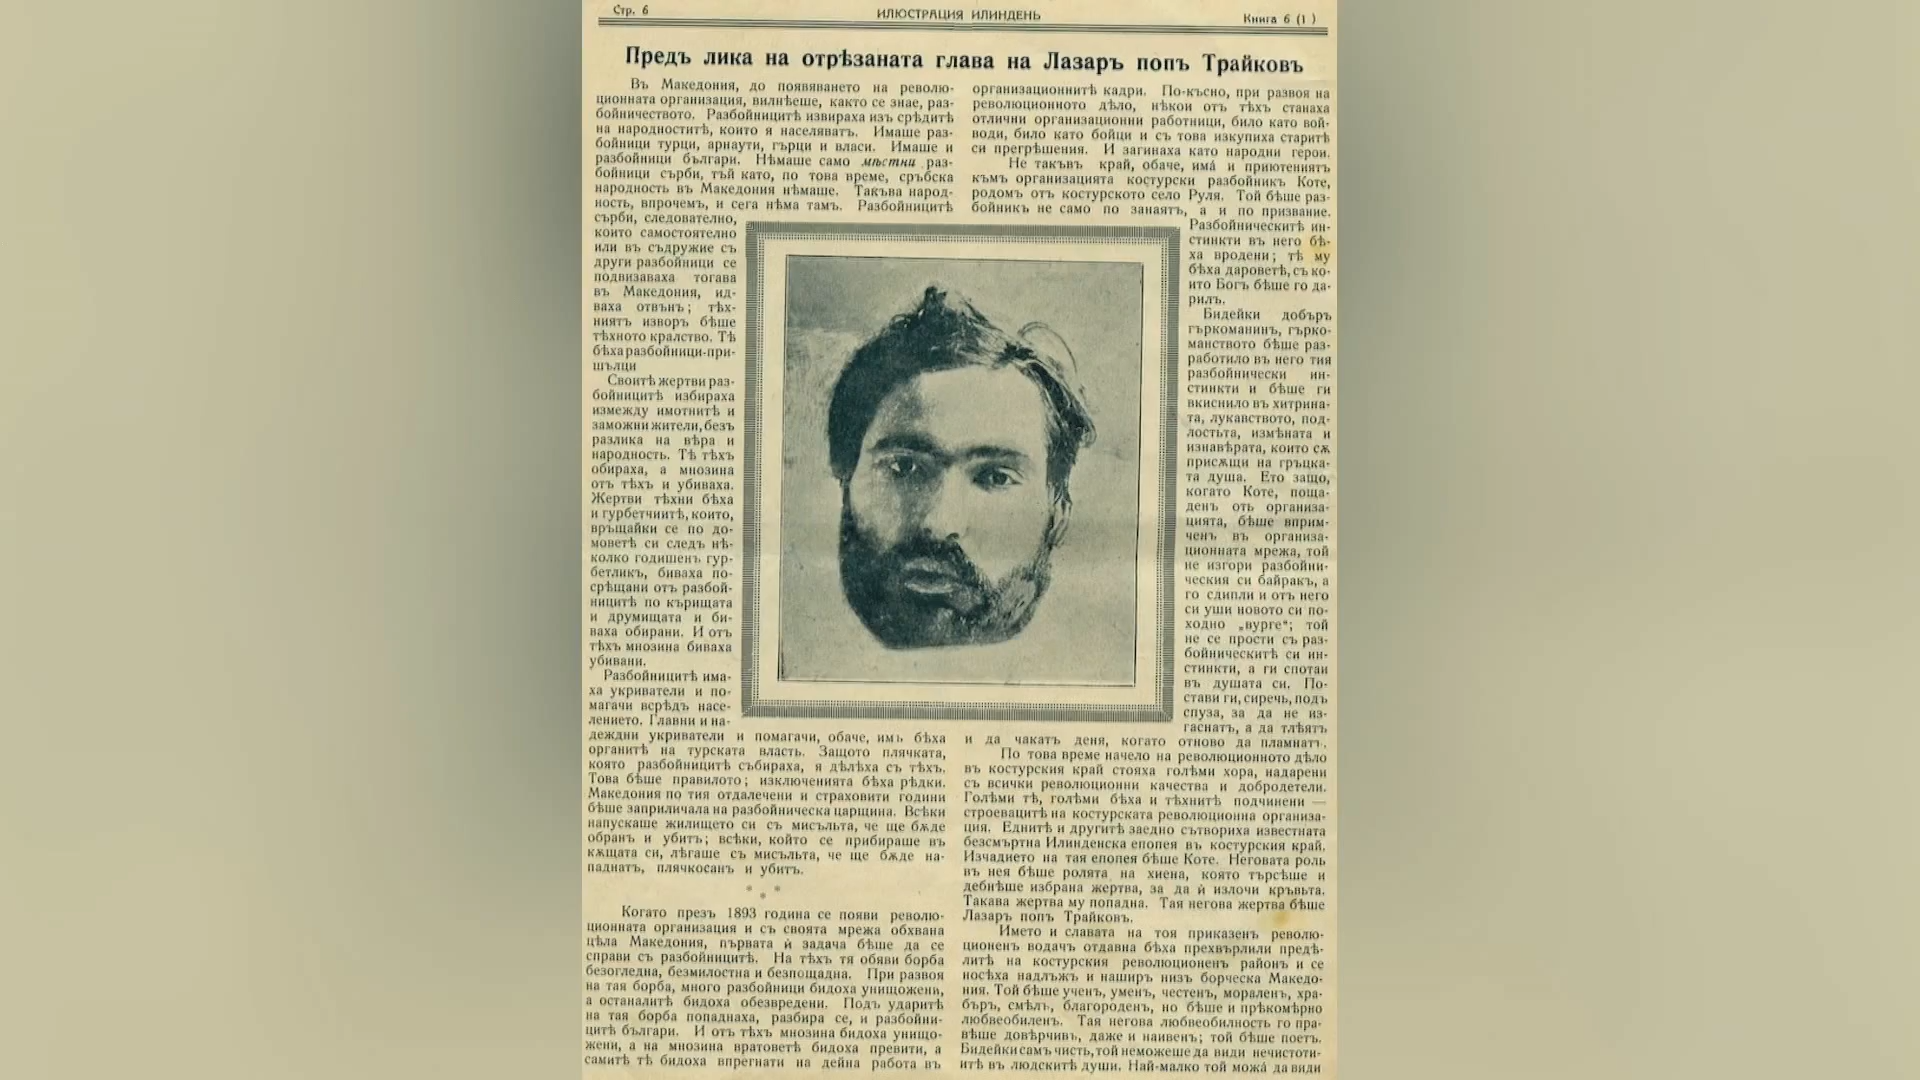 Стр. 6
ИЛЮСТРАЦИЯ ИЛИНДЕНЬ
Книга 6 (1 )
Предъ лика на отрѣзаната глава на Лазаръ попъ Трайковъ
Въ Македония, до появяването на револю-
ционната организация, вилнѣеше, както се знае, раз-
бойничеството. Разбойницитѣ извираха изъ срѣдитѣ
на народноститѣ, които я населяватъ. Имаше раз-
бойници турци, арнаути, гърци и власи. Имаше и
разбойници българи. Нѣмаше само мѣстни раз-
бойници сърби, тъй като, по това време, сръбска
народность въ Македония нѣмаше. Такъва народ-
ность, впрочемъ, и сега нѣма тамъ. Разбойницитѣ
сърби, следователно,
които самостоятелно
или въ съдружие съ
други разбойници се
подвизаваха тогава
въ Македония, ид-
ваха отвънъ; тѣх-
ниятъ изворъ бѣше
тѣхното кралство. Тѣ
бѣха разбойници-при-
шълци
Своитѣ жертви раз-
бойницитѣ избираха
измежду имотнитѣ и
заможни жители, безъ
разлика на вѣра и
народность. Тѣ тѣхъ
обираха, а мнозина
отъ тѣхъ и убиваха.
Жертви тѣхни бѣха
и гурбетчиитѣ, които,
връщайки се по до-
моветѣ си следъ нѣ-
колко годишенъ гур-
бетликъ, биваха по-
срѣщани отъ разбой-
ницитѣ по кърищата
и друмищата и би-
ваха обирани. И отъ
тѣхъ мнозина биваха
убивани.
Разбойницитѣ има-
ха укриватели и по-
магачи всрѣдъ насе-
лението. Главни и на-
деждни укриватели и помагачи, обаче, имъ бѣха
органитѣ на турската власть. Защото плячката,
която разбойницитѣ събираха, я дѣлѣха съ тѣхъ.
Това бѣше правилото; изключенията бѣха рѣдки.
Македония по тия отдалечени и страховити години
бѣше заприличала на разбойническа царщина. Всѣки
напускаше жилището си съ мисъльта, че ще бѫде
обранъ и убитъ; всѣки, който се прибираше въ
кѫщата си, лѣгаше съ мисъльта, че ще бѫде на-
паднатъ, плячкосанъ и убитъ.
* * *
Когато презъ 1893 година се появи револю-
ционната организация и съ своята мрежа обхвана
цѣла Македония, първата ѝ задача бѣше да се
справи съ разбойницитѣ. На тѣхъ тя обяви борба
безогледна, безмилостна и безпощадна. При развоя
на тая борба, много разбойници бидоха унищожени,
а останалитѣ бидоха обезвредени. Подъ ударитѣ
на тая борба попаднаха, разбира се, и разбойни-
цитѣ българи. И отъ тѣхъ мнозина бидоха унищо-
жени, а на мнозина вратоветѣ бидоха превити, а
самитѣ тѣ бидоха впрегнати на дейна работа въ
организационнитѣ кадри. По-късно, при развоя на
революционното дѣло, нѣкои отъ тѣхъ станаха
отлични организационни работници, било като вой-
води, било като бойци и съ това изкупиха старитѣ
си прегрѣшения. И загинаха като народни герои.
Не такъвъ край, обаче, имá и приютениятъ
къмъ организацията костурски разбойникъ Коте,
родомъ отъ костурското село Руля. Той бѣше раз-
бойникъ не само по занаятъ, а и по призвание.
Разбойническитѣ ин-
стинкти въ него бѣ-
ха вродени; тѣ му
бѣха дароветѣ, съ ко-
ито Богъ бѣше го да-
рилъ.
Бидейки добъръ
гъркоманинъ, гърко-
манството бѣше раз-
работило въ него тия
разбойнически ин-
стинкти и бѣше ги
вкиснило въ хитрина-
та, лукавството, под-
лостьта, измѣната и
изнавѣрата, които сѫ
присѫщи на гръцка-
та душа. Ето защо,
когато Коте, поща-
денъ отъ организа-
цията, бѣше вприм-
ченъ въ организа-
ционната мрежа, той
не изгори разбойни-
ческия си байракъ, а
го сдипли и отъ него
си уши новото си по-
ходно „вурге“; той
не се прости съ раз-
бойническитѣ си ин-
стинкти, а ги спотаи
въ душата си. По-
стави ги, сиречь, подъ
спуза, за да не из-
гаснатъ, а да тлѣятъ
и да чакатъ деня, когато отново да пламнатъ.
По това време начело на революционното дѣло
въ костурския край стояха голѣми хора, надарени
съ всички революционни качества и добродетели.
Голѣми тѣ, голѣми бѣха и тѣхнитѣ подчинени —
строевацитѣ на костурската революционна организа-
ция. Еднитѣ и другитѣ заедно сътвориха известната
безсмъртна Илинденска епопея въ костурския край.
Изчадието на тая епопея бѣше Коте. Неговата роль
въ нея бѣше ролята на хиена, която търсѣше и
дебнѣше избрана жертва, за да ѝ излочи кръвьта.
Такава жертва му попадна. Тая негова жертва бѣше
Лазаръ попъ Трайковъ.
Името и славата на тоя приказенъ револю-
ционенъ водачъ отдавна бѣха прехвърлили предѣ-
литѣ на костурския революционенъ районъ и се
носѣха надлъжъ и наширъ низъ борческа Македо-
ния. Той бѣше ученъ, уменъ, честенъ, мораленъ, хра-
бъръ, смѣлъ, благороденъ, но бѣше и прѣкомѣрно
любвеобиленъ. Тая негова любвеобилность го пра-
вѣше довѣрчивъ, даже и наивенъ; той бѣше поетъ.
Бидейки самъ чисть, той неможеше да види нечистоти-
итѣ въ людскитѣ души. Най-малко той можá да види